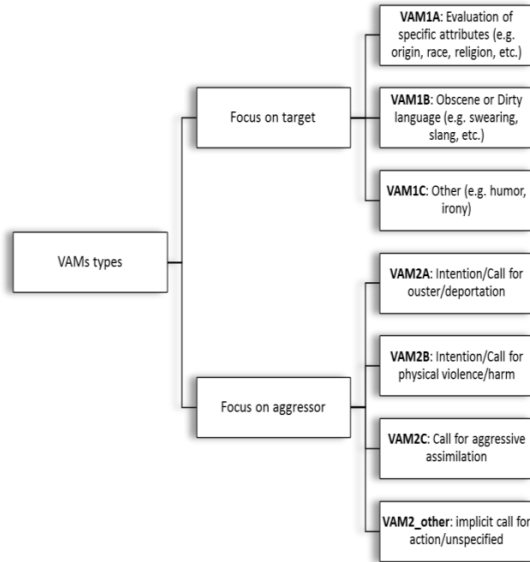 VAM1A: Evaluation of
specific attributes (e.g.
origin, race, religion, etc.)
Focus on target
VAM1B: Obscene or Dirty
language (e.g. swearing,
slang, etc.)
VAM1C: Other (e.g. humor,
irony)
VAMs types
VAM2A: Intention/Call for
ouster/deportation
VAM2B: Intention/Call for
physical violence/harm
Focus on aggressor
VAM2C: Call for aggressive
assimilation
VAM2_other: implicit call for
action/unspecified